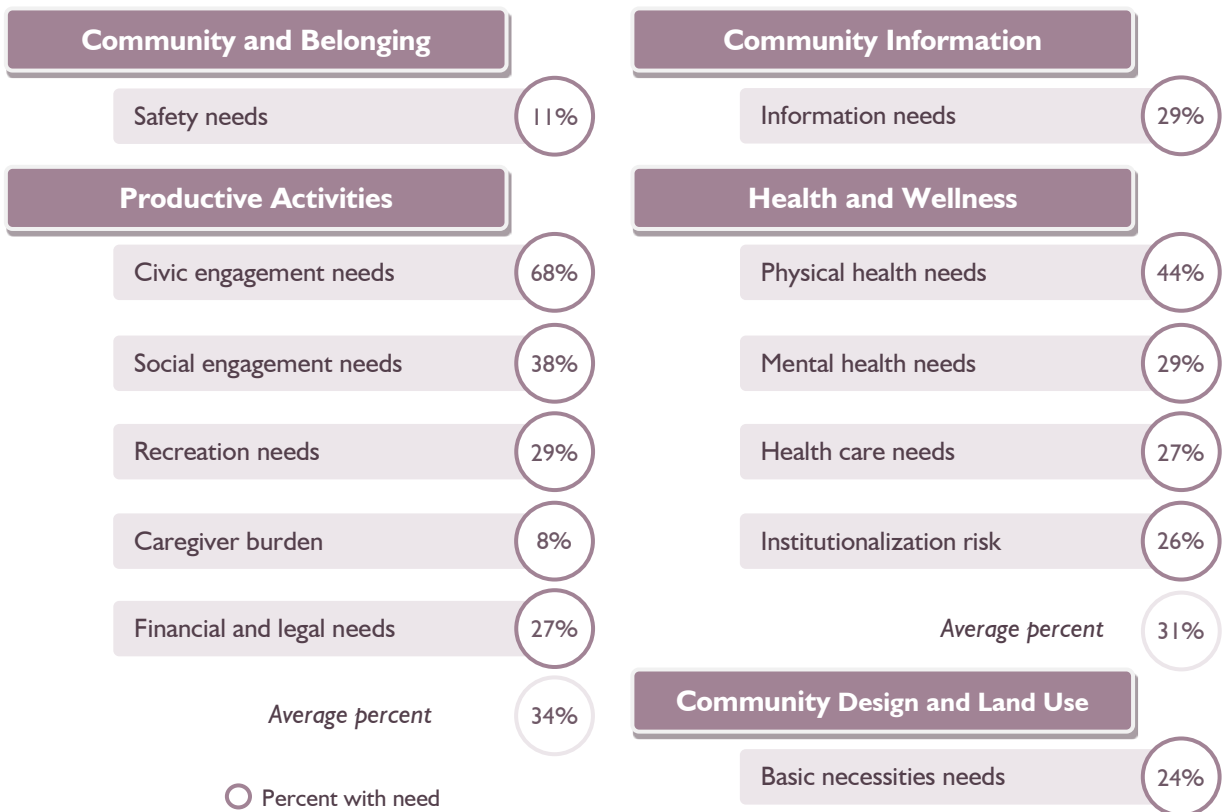 Community and Belonging
Safety needs
11%
Productive Activities
Civic engagement needs
68%
Social engagement needs
38%
Recreation needs
29%
Caregiver burden
8%
Financial and legal needs
27%
Average percent
34%
Percent with need
Community Information
Information needs
29%
Health and Wellness
Physical health needs
44%
Mental health needs
29%
Health care needs
27%
Institutionalization risk
26%
Average percent
31%
Community Design and Land Use
Basic necessities needs
24%